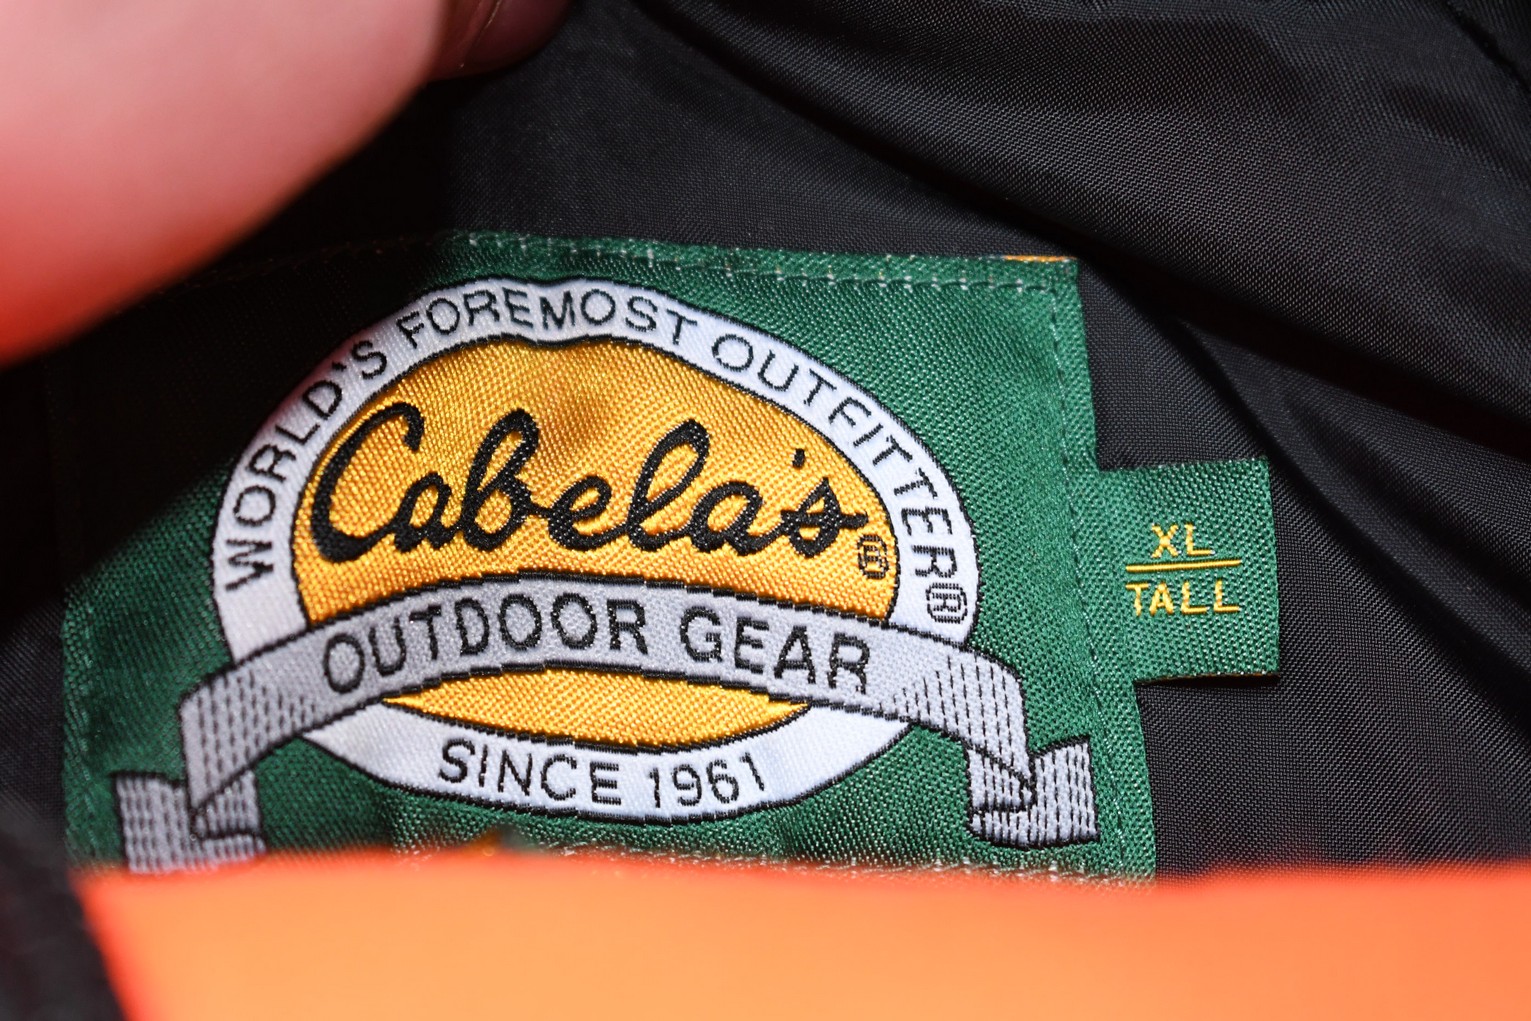 WORLD'S FOREMOST OUTFITTER®
Cabela's®
OUTDOOR GEAR
SINCE 1961
XL
TALL